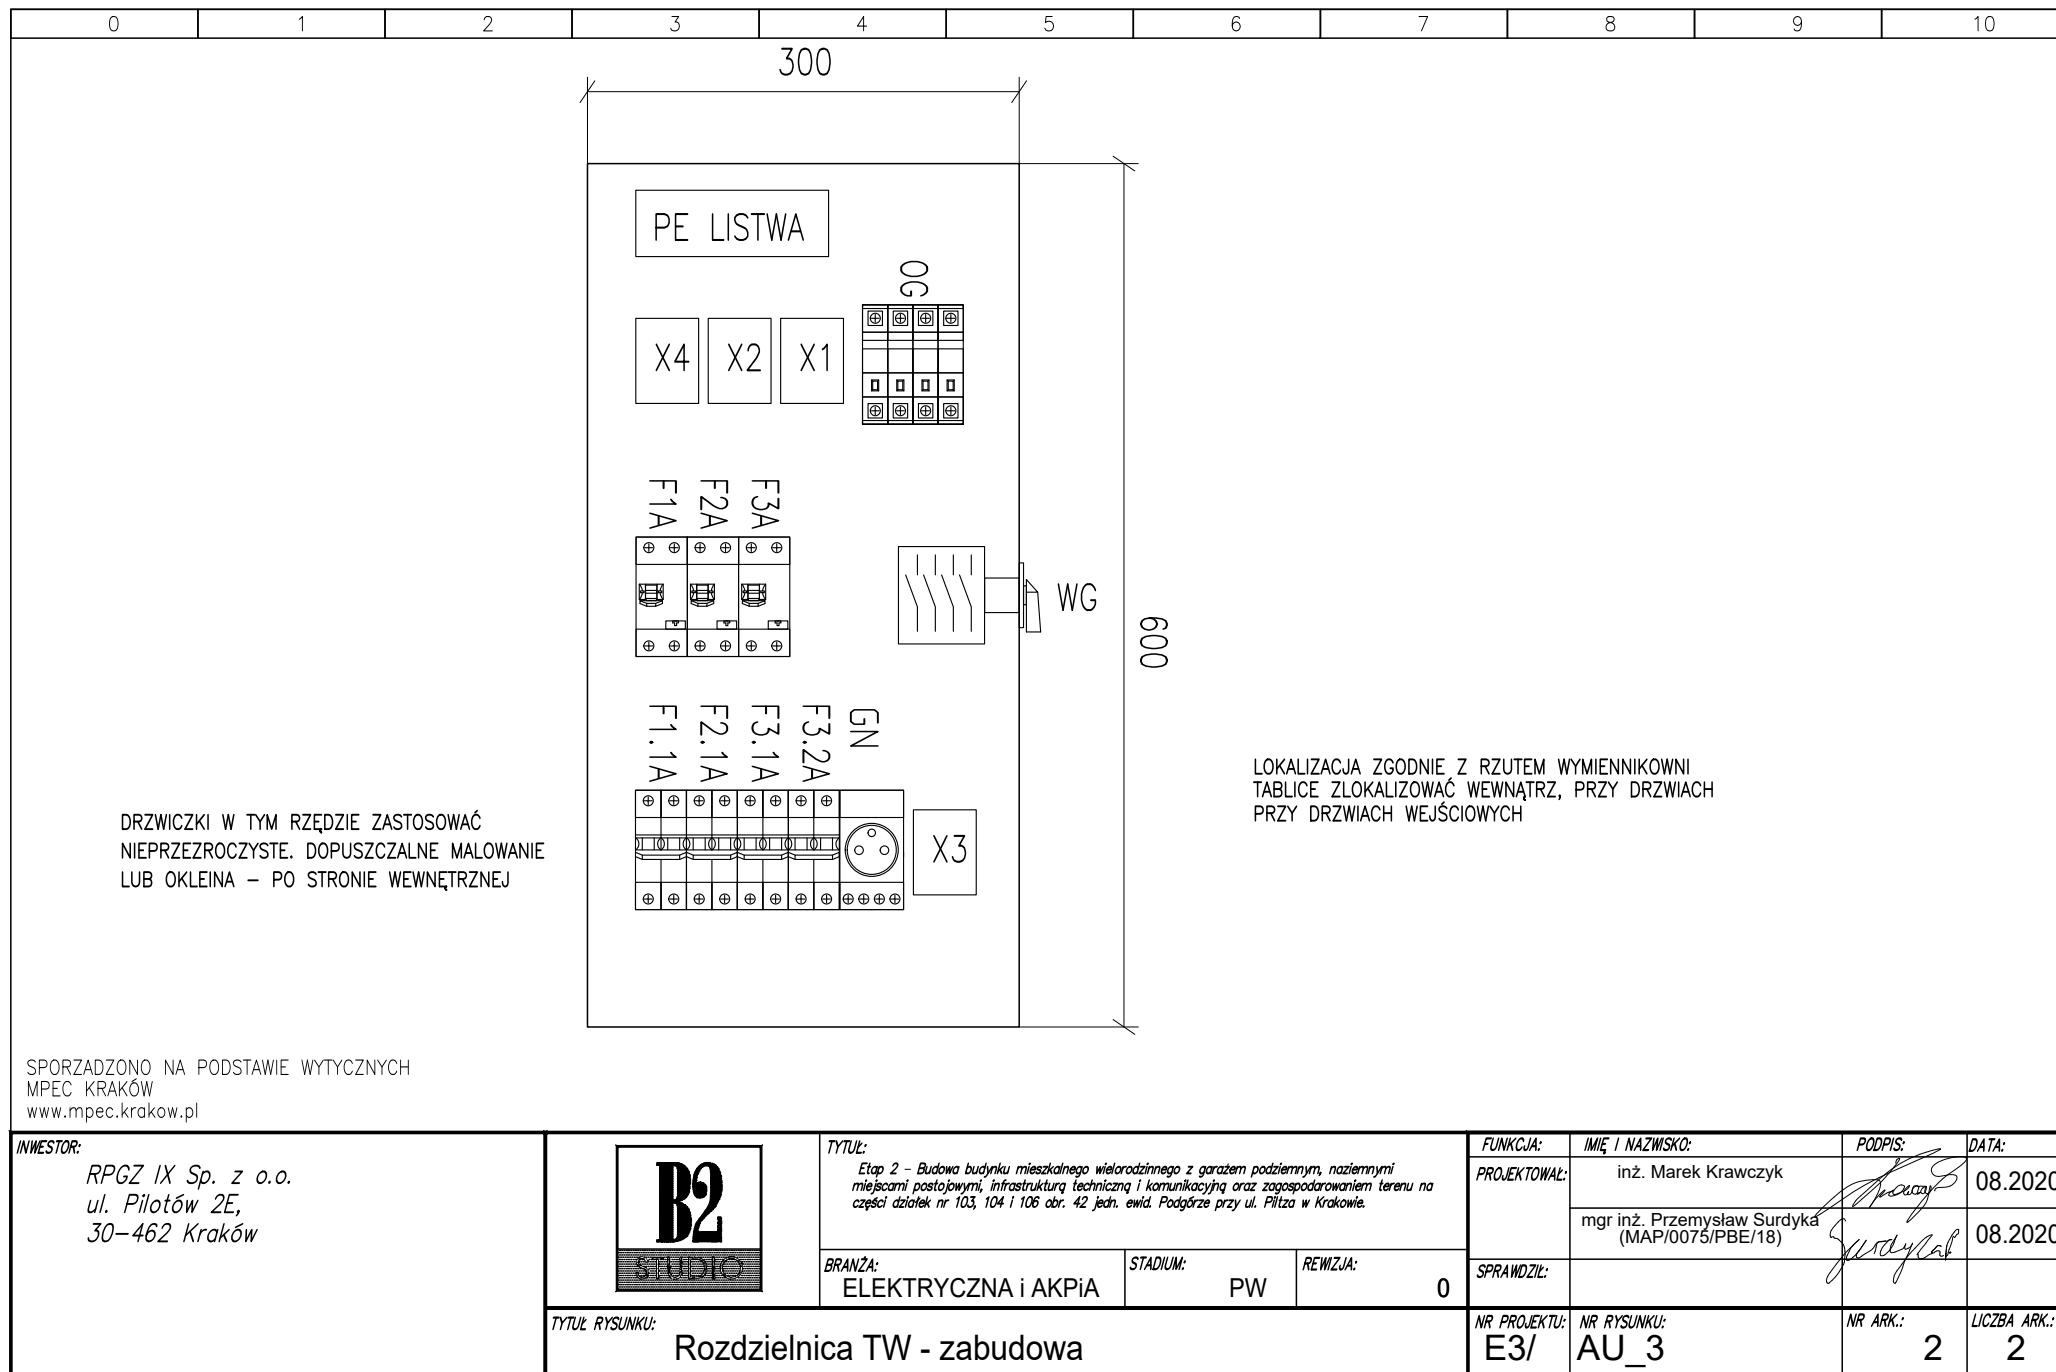 0 1 2 3 4 5 6 7 8 9 10
300
PE LISTWA
OG
X4 X2 X1
F1A F2A F3A
WG
600
F1.1A F2.1A F3.1A F3.2A GN
X3
LOKALIZACJA ZGODNIE Z RZUTEM WYMIENNIKOWNI
TABLICE ZLOKALIZOWAĆ WEWNĄTRZ, PRZY DRZWIACH
PRZY DRZWIACH WEJŚCIOWYCH
DRZWICZKI W TYM RZĘDZIE ZASTOSOWAĆ
NIEPRZEZROCZYSTE. DOPUSZCZALNE MALOWANIE
LUB OKLEINA – PO STRONIE WEWNĘTRZNEJ
SPORZADZONO NA PODSTAWIE WYTYCZNYCH
MPEC KRAKÓW
www.mpec.krakow.pl
INWESTOR:
RPGZ IX Sp. z o.o.
ul. Pilotów 2E,
30–462 Kraków
B2
STUDIO
TYTUŁ:
Etap 2 – Budowa budynku mieszkalnego wielorodzinnego z garażem podziemnym, naziemnymi
miejscami postojowymi, infrastrukturą techniczną i komunikacyjną oraz zagospodarowaniem terenu na
części działek nr 103, 104 i 106 obr. 42 jedn. ewid. Podgórze przy ul. Piltza w Krakowie.
BRANŻA:
ELEKTRYCZNA i AKPiA
STADIUM:
PW
REWIZJA:
0
TYTUŁ RYSUNKU:
Rozdzielnica TW - zabudowa
FUNKCJA: IMIĘ I NAZWISKO: PODPIS: DATA:
PROJEKTOWAŁ: inż. Marek Krawczyk 08.2020
mgr inż. Przemysław Surdyka
(MAP/0075/PBE/18) 08.2020
SPRAWDZIŁ:
NR PROJEKTU: NR RYSUNKU: NR ARK.: LICZBA ARK.:
E3/ AU_3 2 2